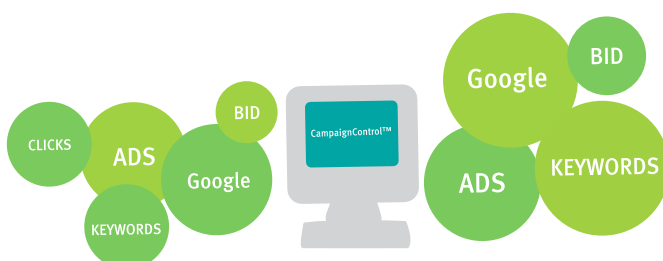 CLICKS
ADS
KEYWORDS
Google
BID
CampaignControl™
Google
BID
ADS
KEYWORDS